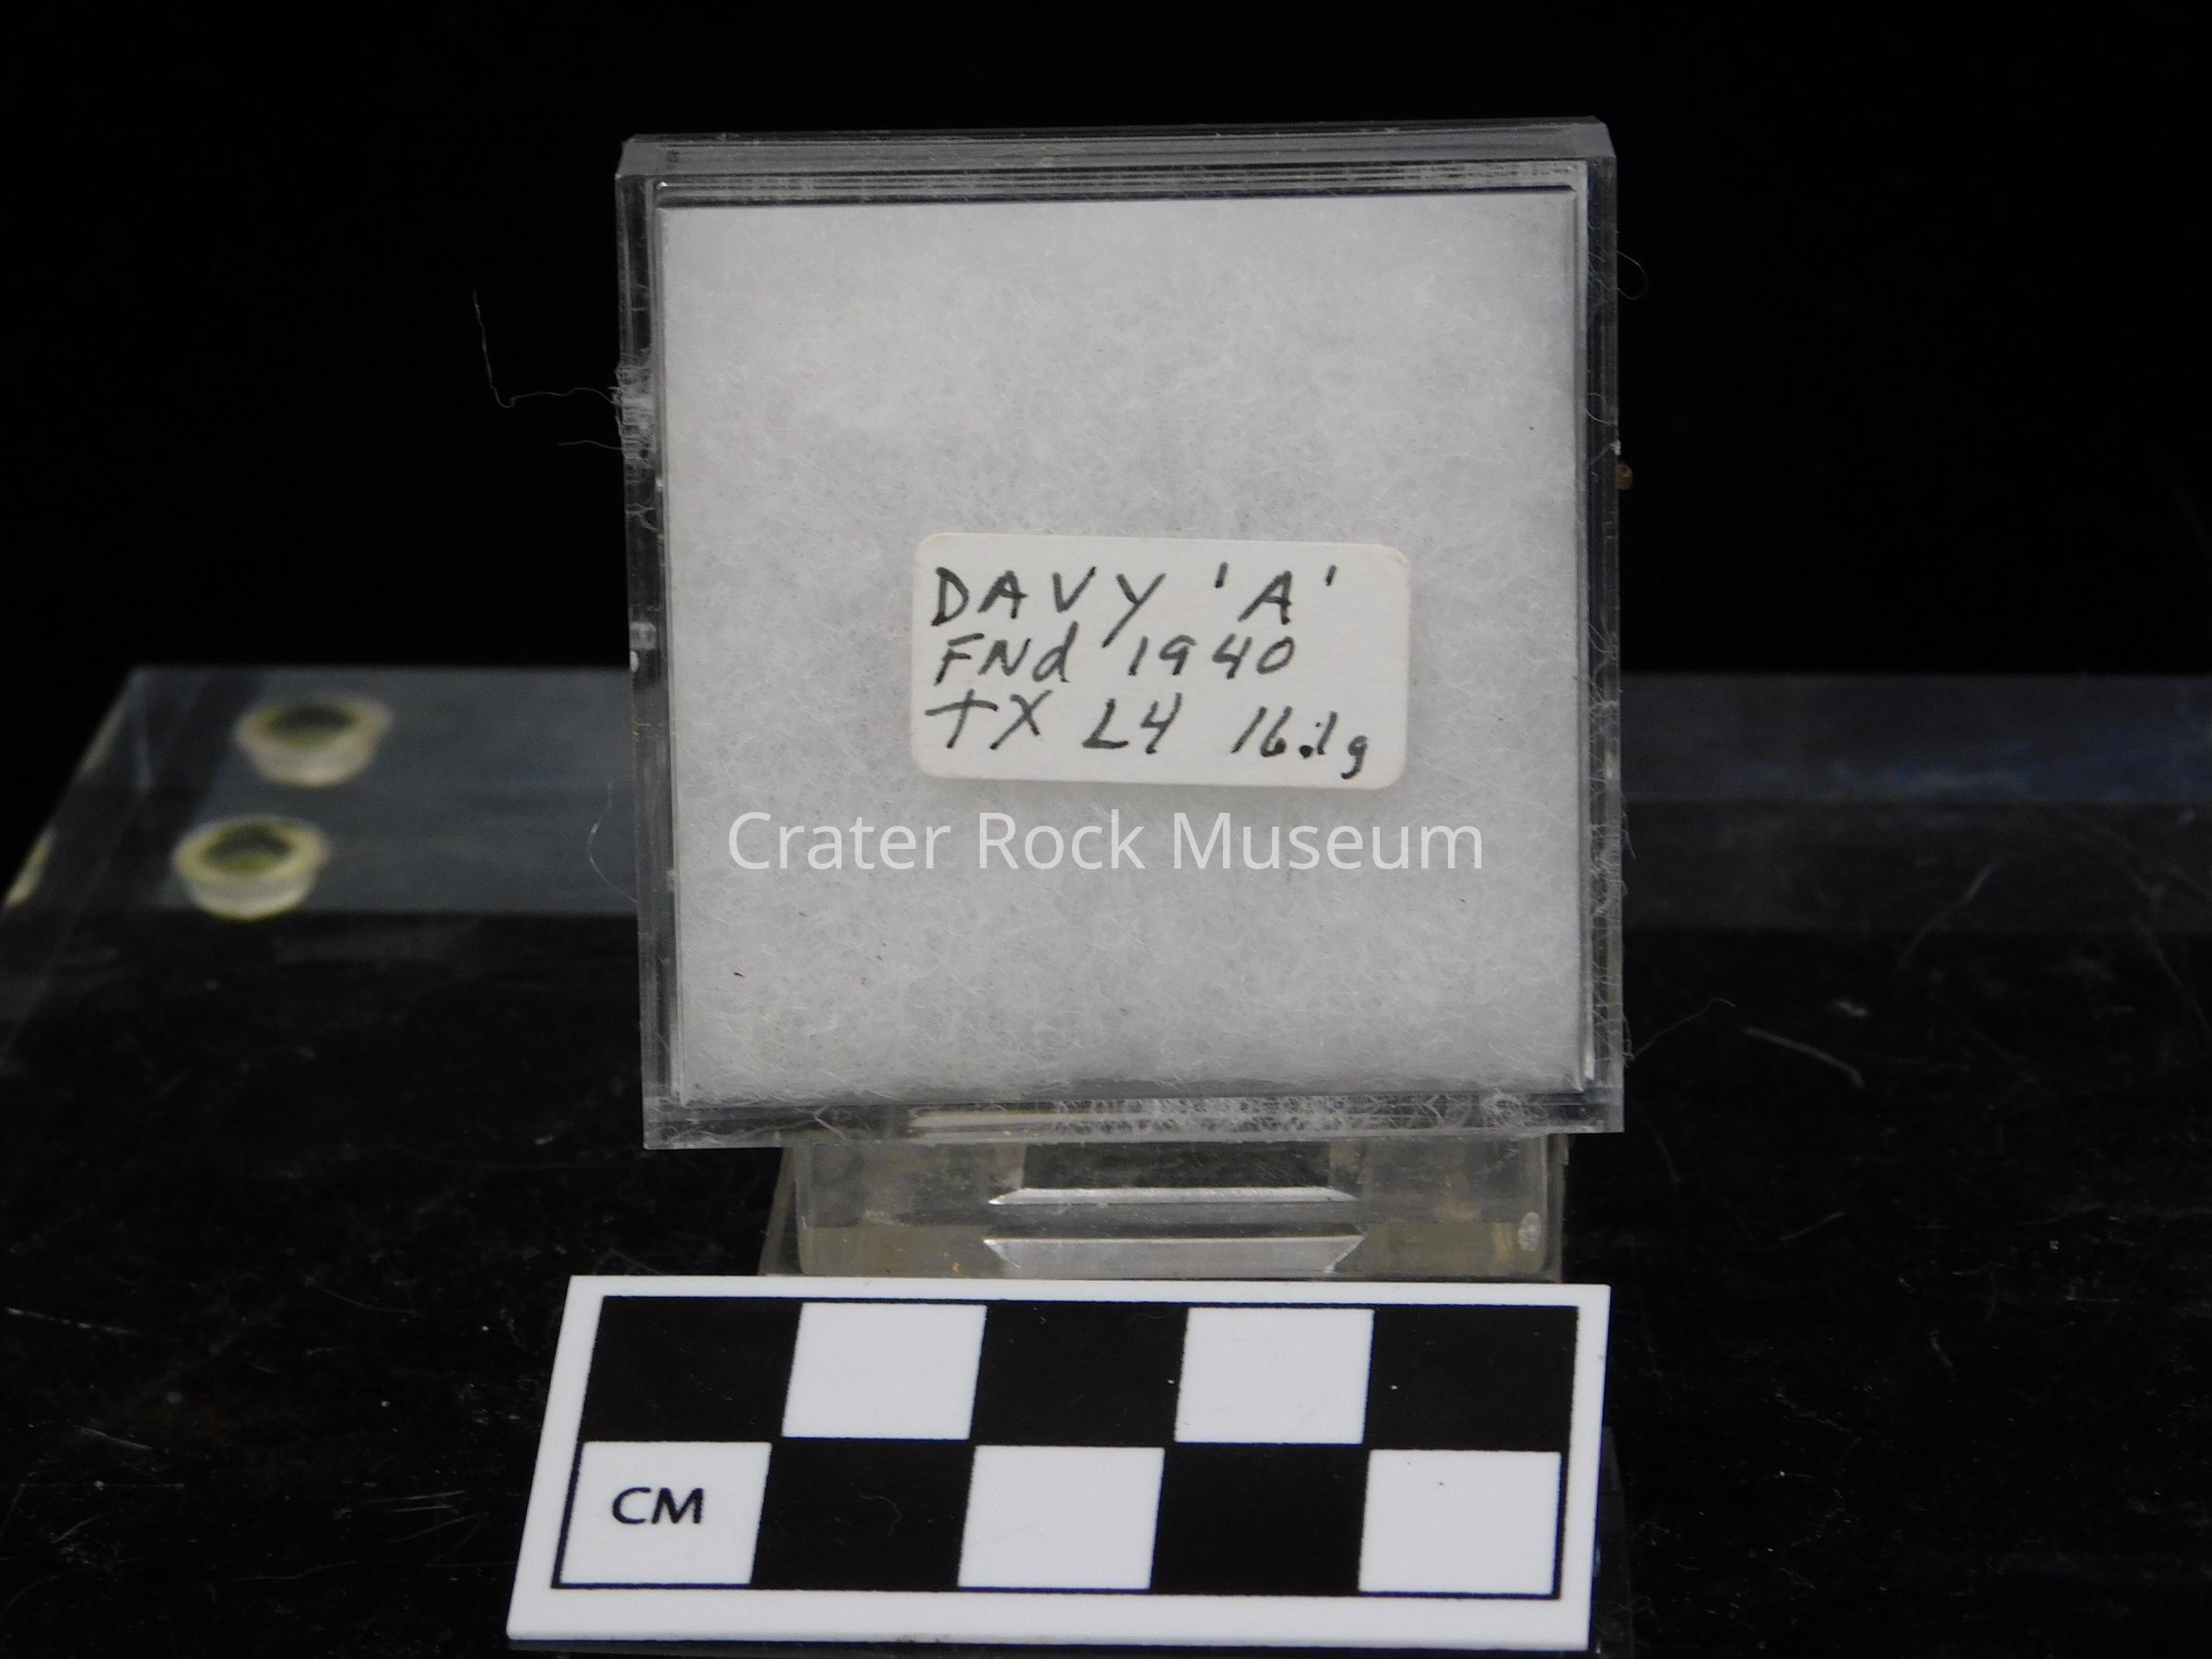 DAVY 'A'
FNd 1940
TX L4 16.1g
Crater Rock Museum
CM